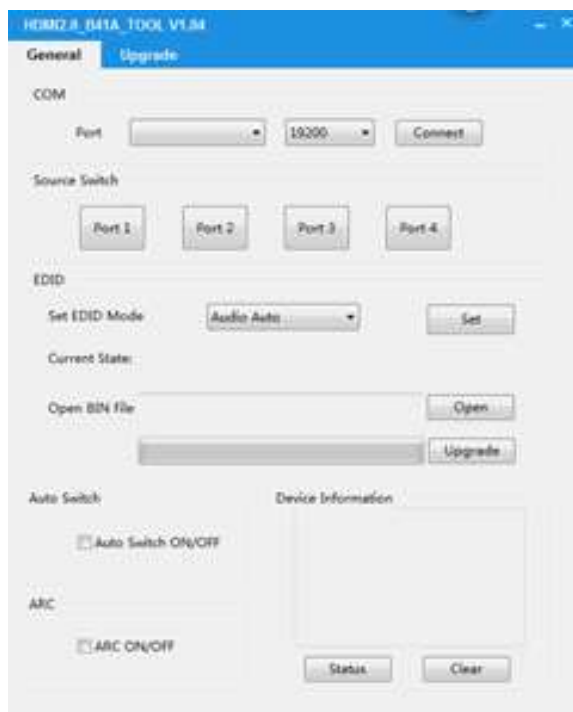 HDMI2.0_B41A_TOOL V1.04
General Upgrade
COM
Port 19200 Connect
Source Switch
Port 1 Port 2 Port 3 Port 4
EDID
Set EDID Mode Audio Auto Set
Current State:
Open BIN File Open
Upgrade
Auto Switch Device Information
Auto Switch ON/OFF
ARC
ARC ON/OFF
Status Clear